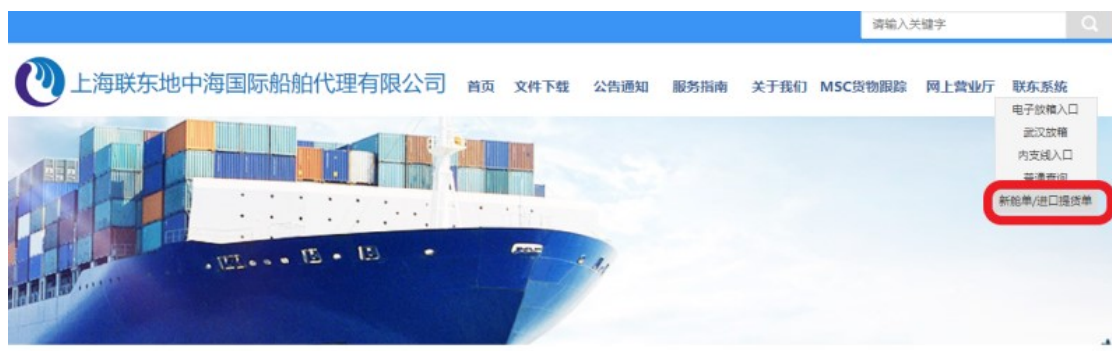 请输入关键字
上海联东地中海国际船舶代理有限公司 首页 文件下载 公告通知 服务指南 关于我们 MSC货物跟踪 网上营业厅 联东系统
电子放箱入口
武汉放箱
内支线入口
普通查询
新舱单/进口提货单